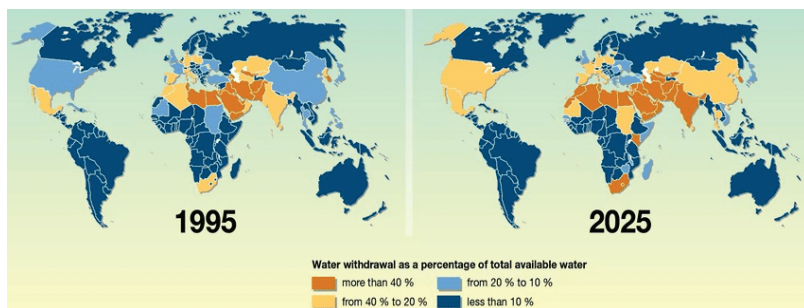 1995
2025
Water withdrawal as a percentage of total available water
more than 40 %
from 20 % to 10 %
from 40 % to 20 %
less than 10 %